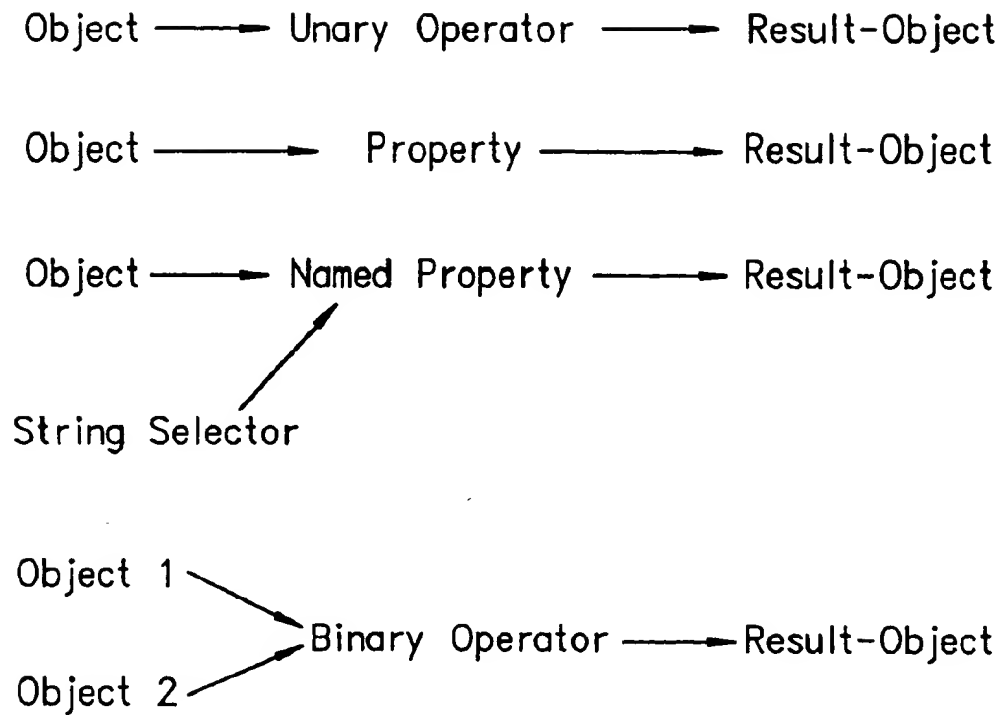 Object Unary Operator Result-Object
Object Property Result-Object
Object Named Property Result-Object
String Selector
Object 1
Binary Operator Result-Object
Object 2